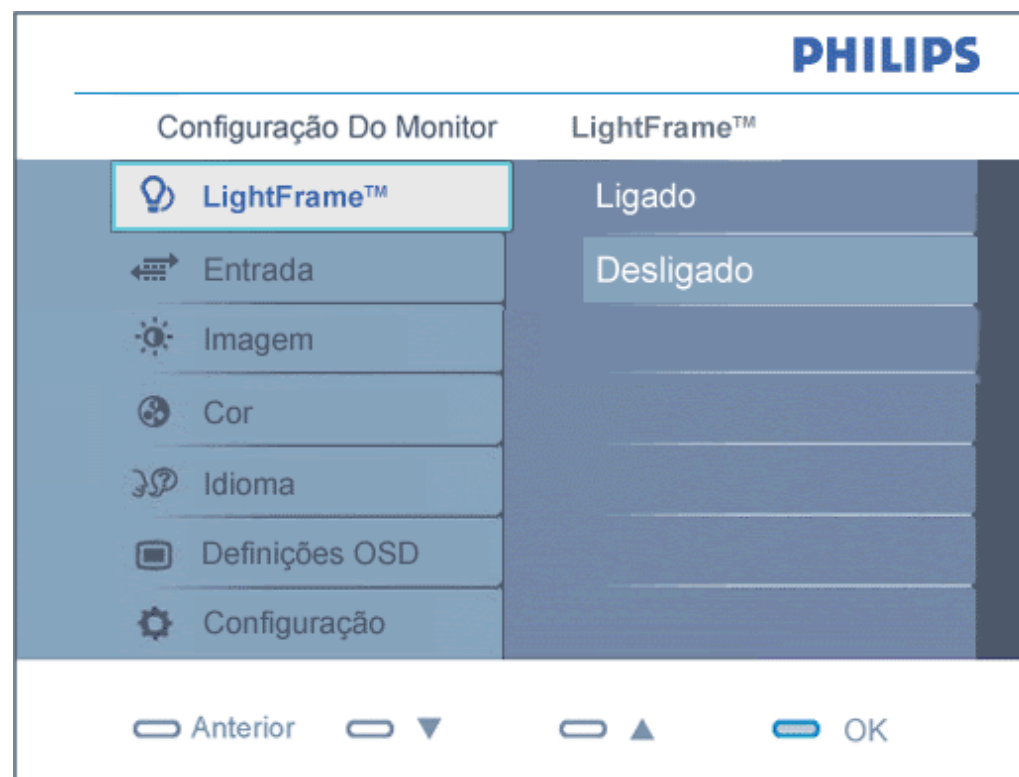 PHILIPS
Configuração Do Monitor LightFrame™
LightFrame™ Ligado
Entrada Desligado
Imagem
Cor
Idioma
Definições OSD
Configuração
Anterior ▼ ▲ OK